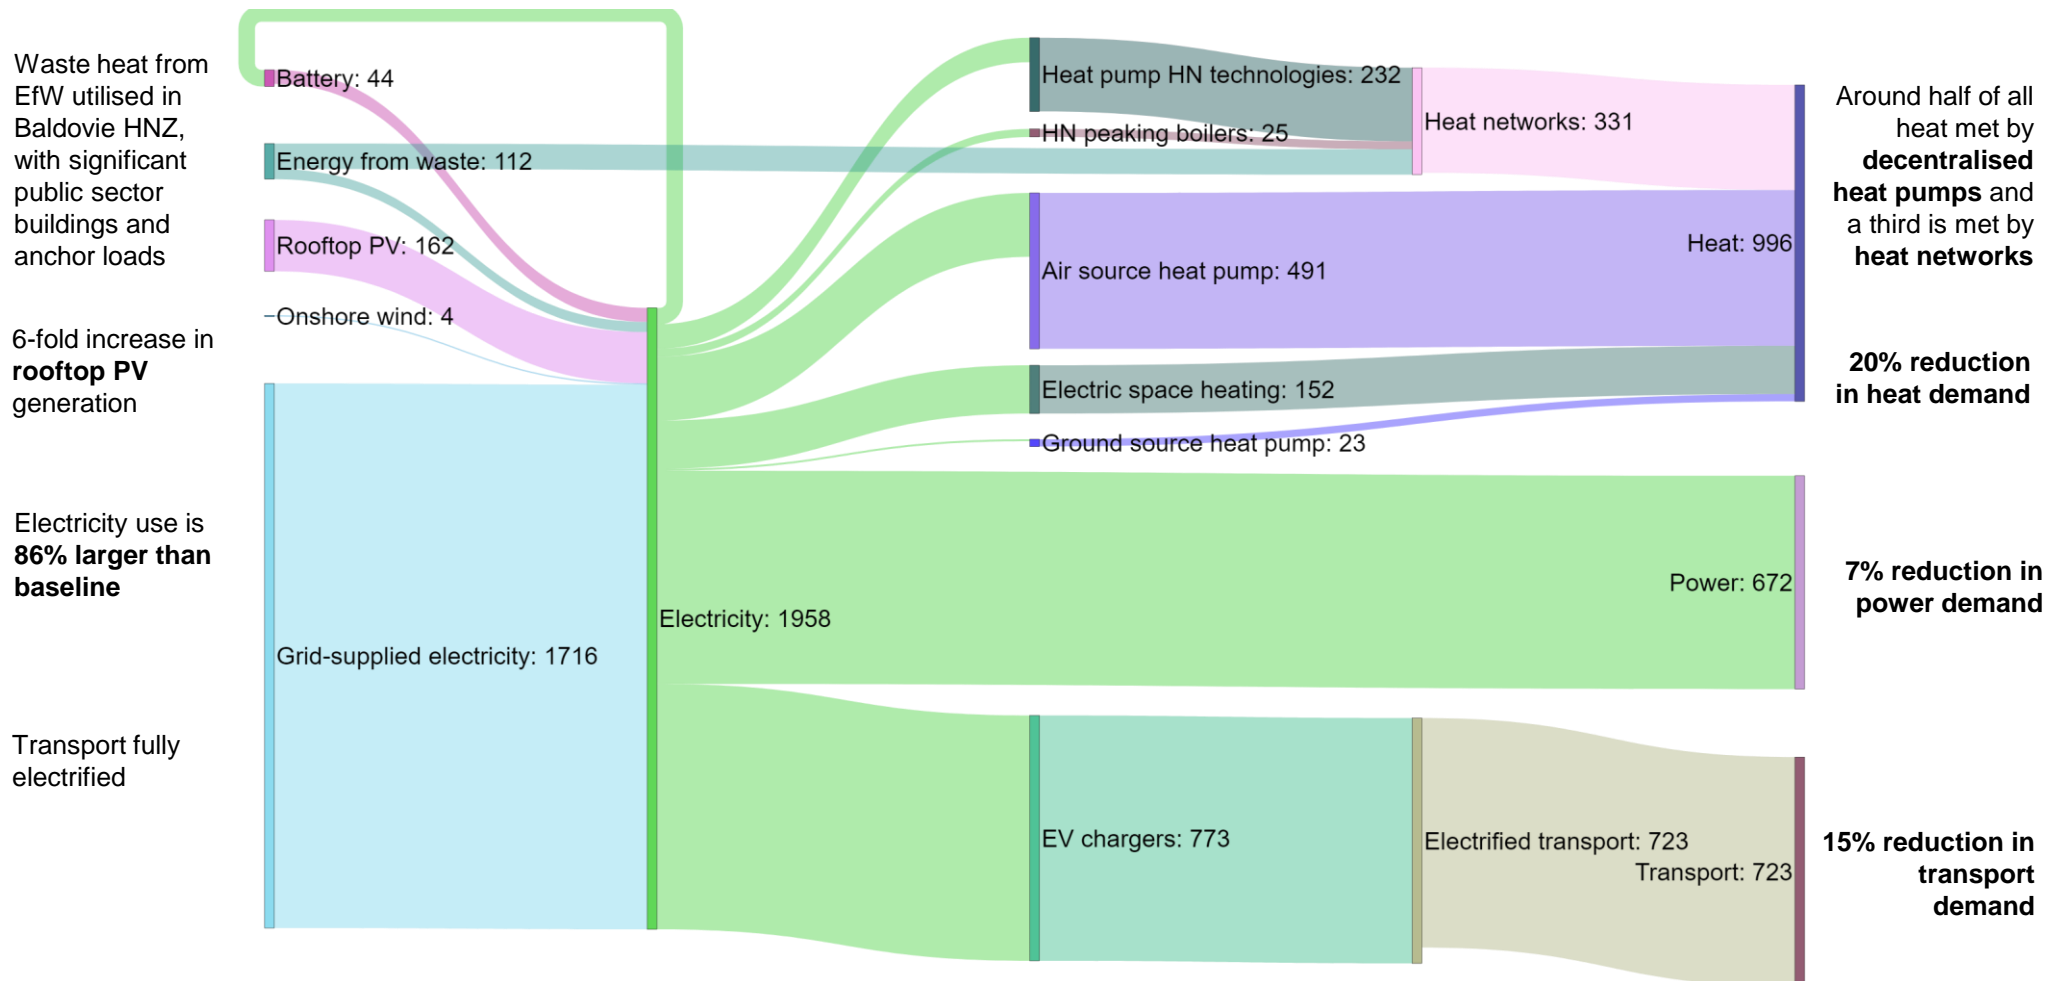 Waste heat from
EfW utilised in
Baldovie HNZ,
with significant
public sector
buildings and
anchor loads
6-fold increase in
rooftop PV
generation
Electricity use is
86% larger than
baseline
Transport fully
electrified
Battery: 44
Energy from waste: 112
Rooftop PV: 162
Onshore wind: 4
Grid-supplied electricity: 1716
Electricity: 1958
Heat pump HN technologies: 232
HN peaking boilers: 25
Air source heat pump: 491
Electric space heating: 152
Ground source heat pump: 23
EV chargers: 773
Heat networks: 331
Electrified transport: 723
Heat: 996
Power: 672
Transport: 723
Around half of all
heat met by
decentralised
heat pumps and
a third is met by
heat networks
20% reduction
in heat demand
7% reduction in
power demand
15% reduction in
transport
demand